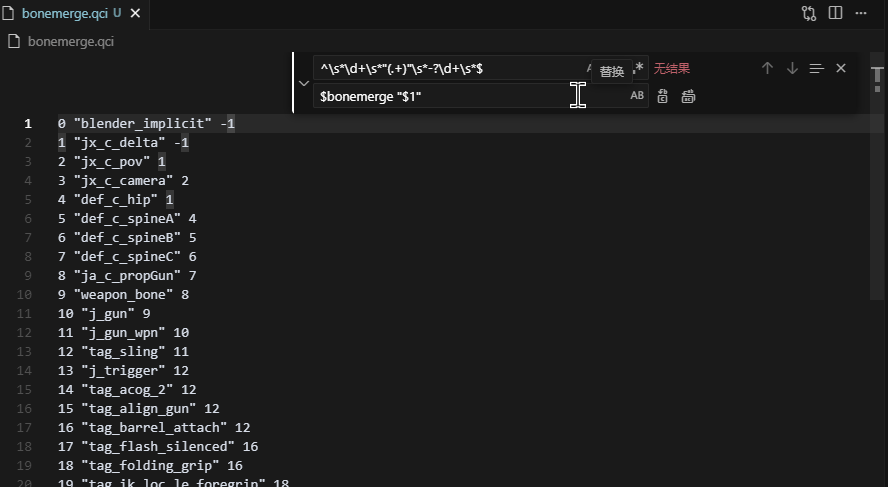 bonemerge.qci U
bonemerge.qci
^\s*\d+\s*"(.+)"\s*-?\d+\s*$
替换
.*
无结果
$bonemerge "$1"
AB
1 0 "blender_implicit" -1
2 1 "jx_c_delta" -1
3 2 "jx_c_pov" 1
4 3 "jx_c_camera" 2
5 4 "def_c_hip" 1
6 5 "def_c_spineA" 4
7 6 "def_c_spineB" 5
8 7 "def_c_spineC" 6
9 8 "ja_c_propGun" 7
10 9 "weapon_bone" 8
11 10 "j_gun" 9
12 11 "j_gun_wpn" 10
13 12 "tag_sling" 11
14 13 "j_trigger" 12
15 14 "tag_acog_2" 12
16 15 "tag_align_gun" 12
17 16 "tag_barrel_attach" 12
18 17 "tag_flash_silenced" 16
19 18 "tag_folding_grip" 16
20 19 "tag_ik_loc_le_foregrip" 18